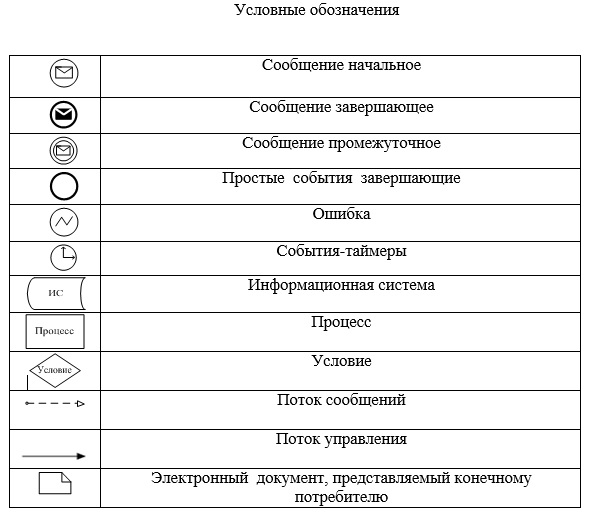 Условные обозначения
Сообщение начальное
Сообщение завершающее
Сообщение промежуточное
Простые события завершающие
Ошибка
События-таймеры
ИС
Информационная система
Процесс
Процесс
Условие
Условие
Поток сообщений
Поток управления
Электронный документ, представляемый конечному
потребителю